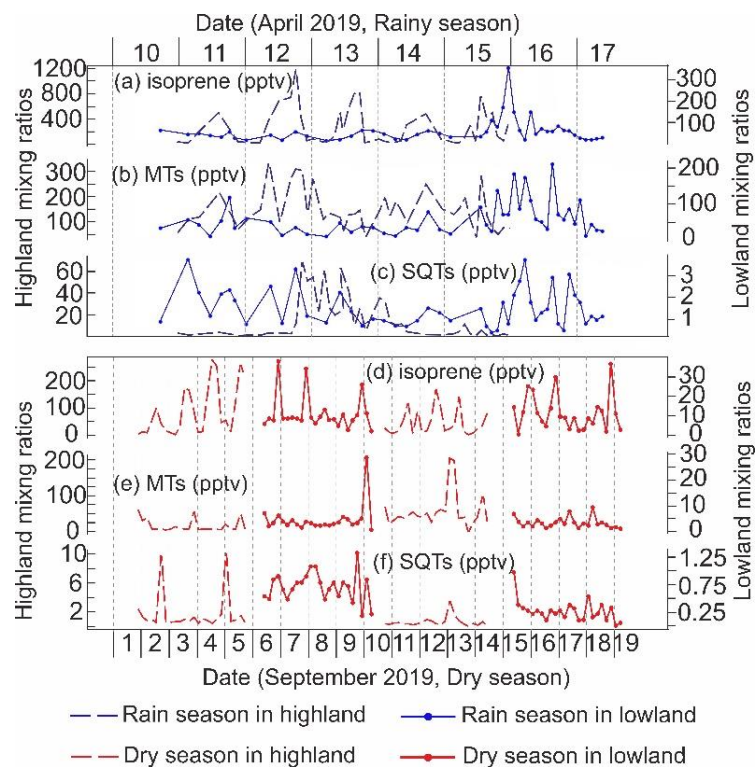 Date (April 2019, Rainy season)
10 11 12 13 14 15 16 17
(a) isoprene (pptv)
1200
800
400
300
200
100
(b) MTs (pptv)
300
200
100
200
100
0
(c) SQTs (pptv)
60
40
20
3
2
1
Highland mixng ratios
Lowland mixing ratios
(d) isoprene (pptv)
200
100
0
30
20
10
0
(e) MTs (pptv)
200
100
0
30
20
10
0
(f) SQTs (pptv)
10
6
2
1.25
0.75
0.25
Highland mixing ratios
Lowland mixing ratios
1 2 3 4 5 6 7 8 9 10 11 12 13 14 15 16 17 18 19
Date (September 2019, Dry season)
Rain season in highland
Rain season in lowland
Dry season in highland
Dry season in lowland